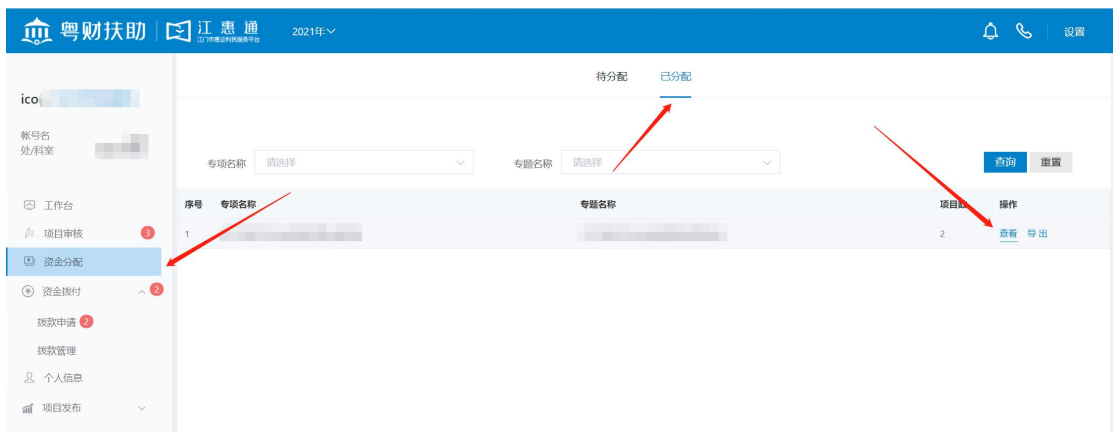 粤财扶助 江惠通 2021年 设置
江门市惠企利民服务平台
待分配 已分配
ico
帐号名
处/科室
专项名称 请选择 专题名称 请选择 查询 重置
工作台
项目审核 3
资金分配
资金拨付 2
拨款申请 2
拨款管理
个人信息
项目发布
序号 专项名称 专题名称 项目数 操作
1 2 查看 导出